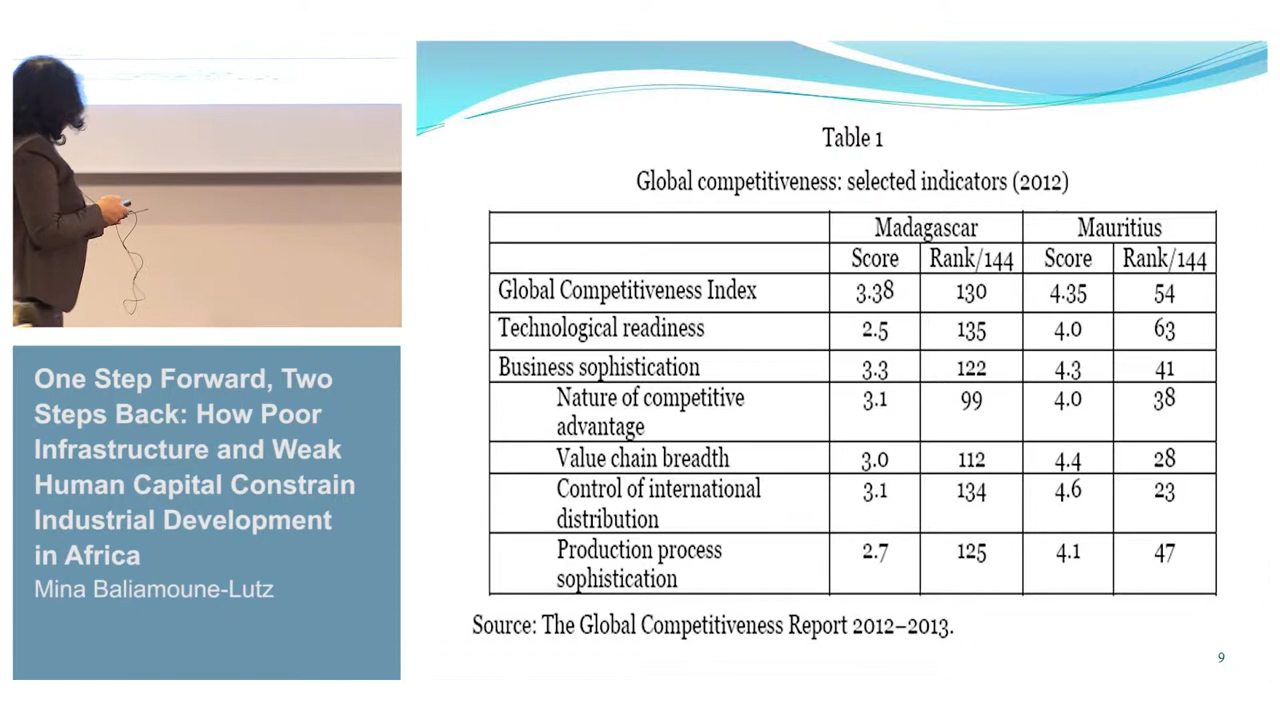 One Step Forward, Two
Steps Back: How Poor
Infrastructure and Weak
Human Capital Constrain
Industrial Development
in Africa
Mina Baliamoune-Lutz
Table 1
Global competitiveness: selected indicators (2012)
Madagascar Mauritius
Score Rank/144 Score Rank/144
Global Competitiveness Index 3.38 130 4.35 54
Technological readiness 2.5 135 4.0 63
Business sophistication 3.3 122 4.3 41
Nature of competitive 3.1 99 4.0 38
advantage
Value chain breadth 3.0 112 4.4 28
Control of international 3.1 134 4.6 23
distribution
Production process 2.7 125 4.1 47
sophistication
Source: The Global Competitiveness Report 2012–2013.
9